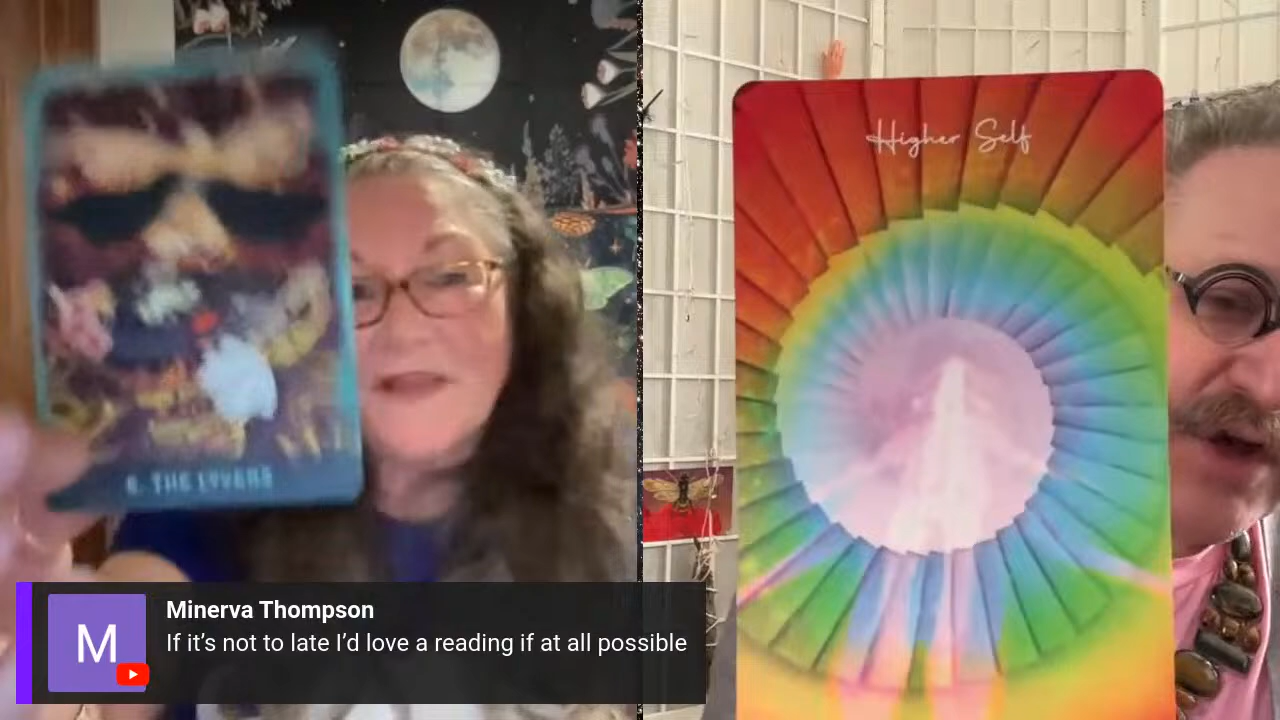 6. THE LOVERS
Higher Self
M
Minerva Thompson
If it’s not to late I’d love a reading if at all possible